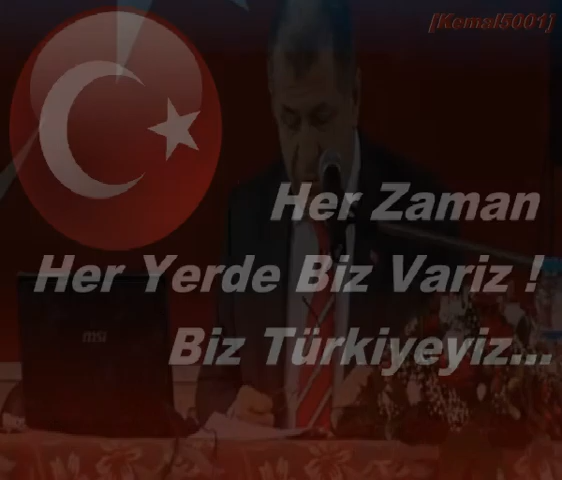 [Kemal5001]
Her Zaman
Her Yerde Biz Variz !
Biz Türkiyeyiz...
msi